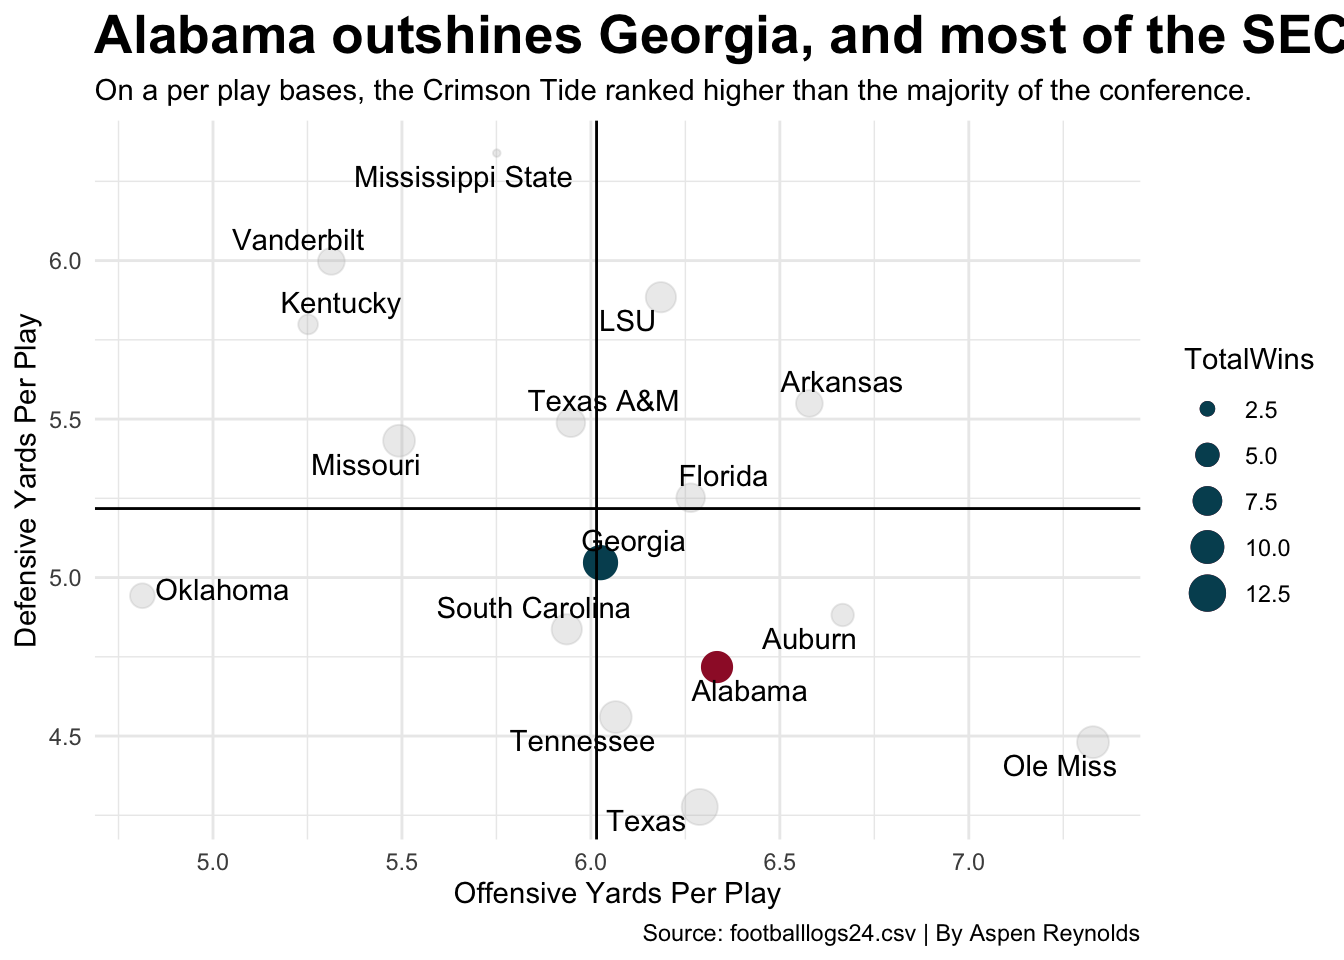 Alabama outshines Georgia, and most of the SEC
On a per play bases, the Crimson Tide ranked higher than the majority of the conference.
Mississippi State
Vanderbilt
6.0
Kentucky
LSU
Arkansas
Texas A&M
5.5
Missouri
Florida
Georgia
5.0
Oklahoma
South Carolina
Auburn
Alabama
4.5
Tennessee
Ole Miss
Texas
Defensive Yards Per Play
5.0 5.5 6.0 6.5 7.0
Offensive Yards Per Play
TotalWins
2.5
5.0
7.5
10.0
12.5
Source: footballlogs24.csv | By Aspen Reynolds